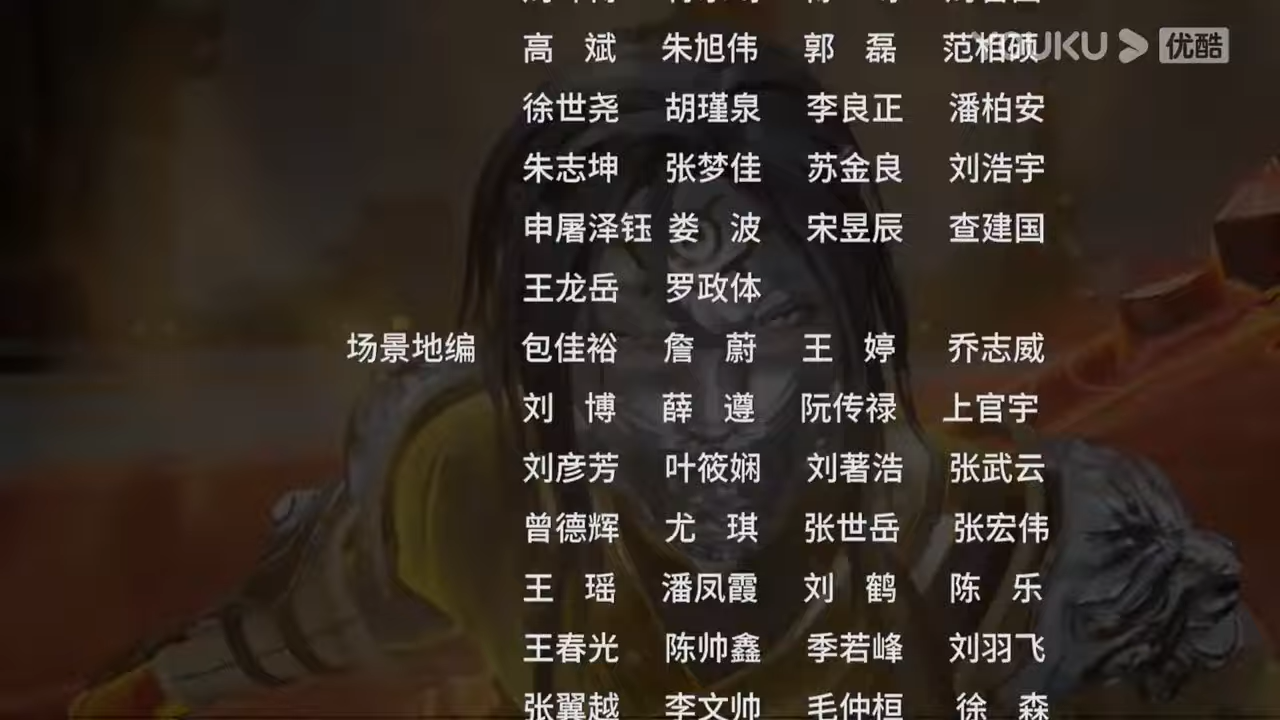 高 斌 朱旭伟 郭 磊 范相硕
YOUKU 优酷
徐世尧 胡瑾泉 李良正 潘柏安
朱志坤 张梦佳 苏金良 刘浩宇
申屠泽钰 娄 波 宋昱辰 查建国
王龙岳 罗政体
场景地编 包佳裕 詹 蔚 王 婷 乔志威
刘 博 薛 遵 阮传禄 上官宇
刘彦芳 叶筱娴 刘著浩 张武云
曾德辉 尤 琪 张世岳 张宏伟
王 瑶 潘凤霞 刘 鹤 陈 乐
王春光 陈帅鑫 季若峰 刘羽飞
张翼越 李文帅 毛仲桓 徐 森